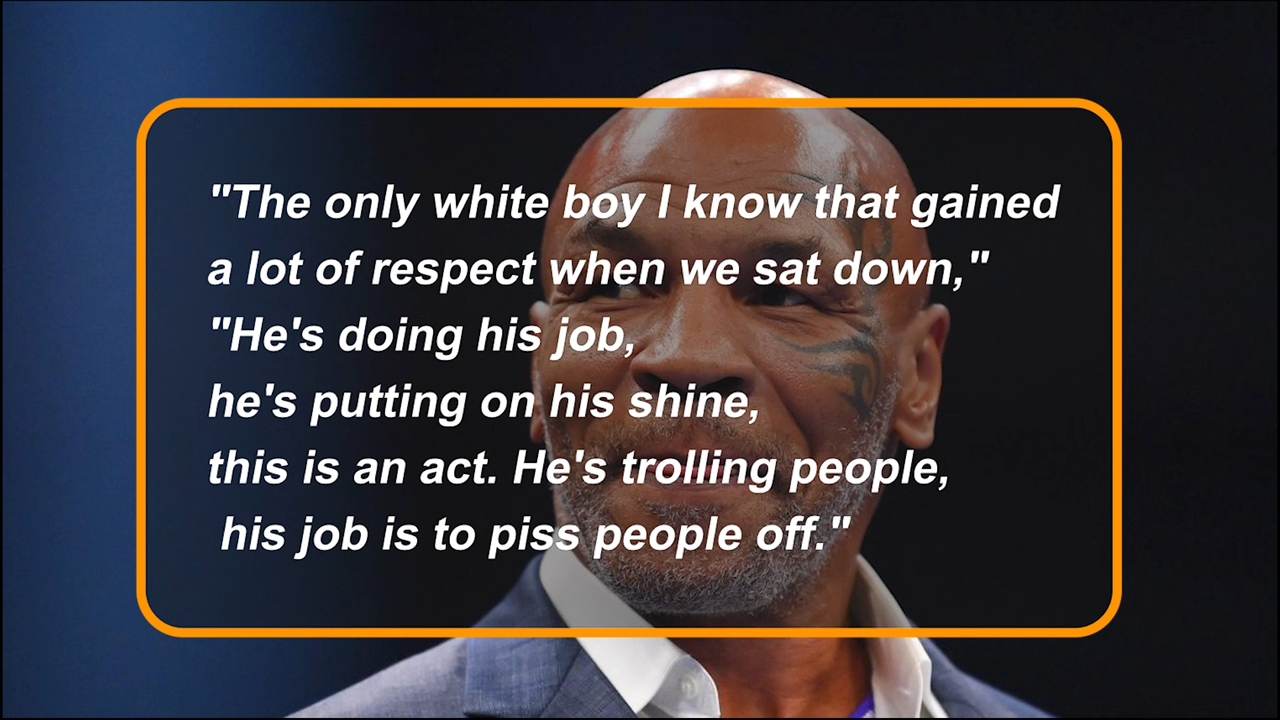 "The only white boy I know that gained
a lot of respect when we sat down,"
"He's doing his job,
he's putting on his shine,
this is an act. He's trolling people,
his job is to piss people off."